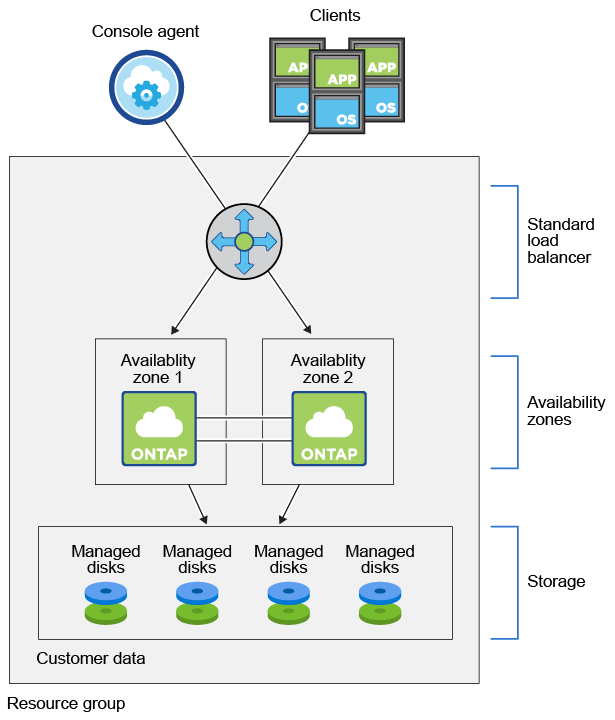 Console agent
Clients
APP
APP
APP
O
OS
OS
Standard
load
balancer
Availablity
zone 1
Availablity
zone 2
ONTAP
ONTAP
Availability
zones
Managed
disks
Managed
disks
Managed
disks
Managed
disks
Storage
Customer data
Resource group